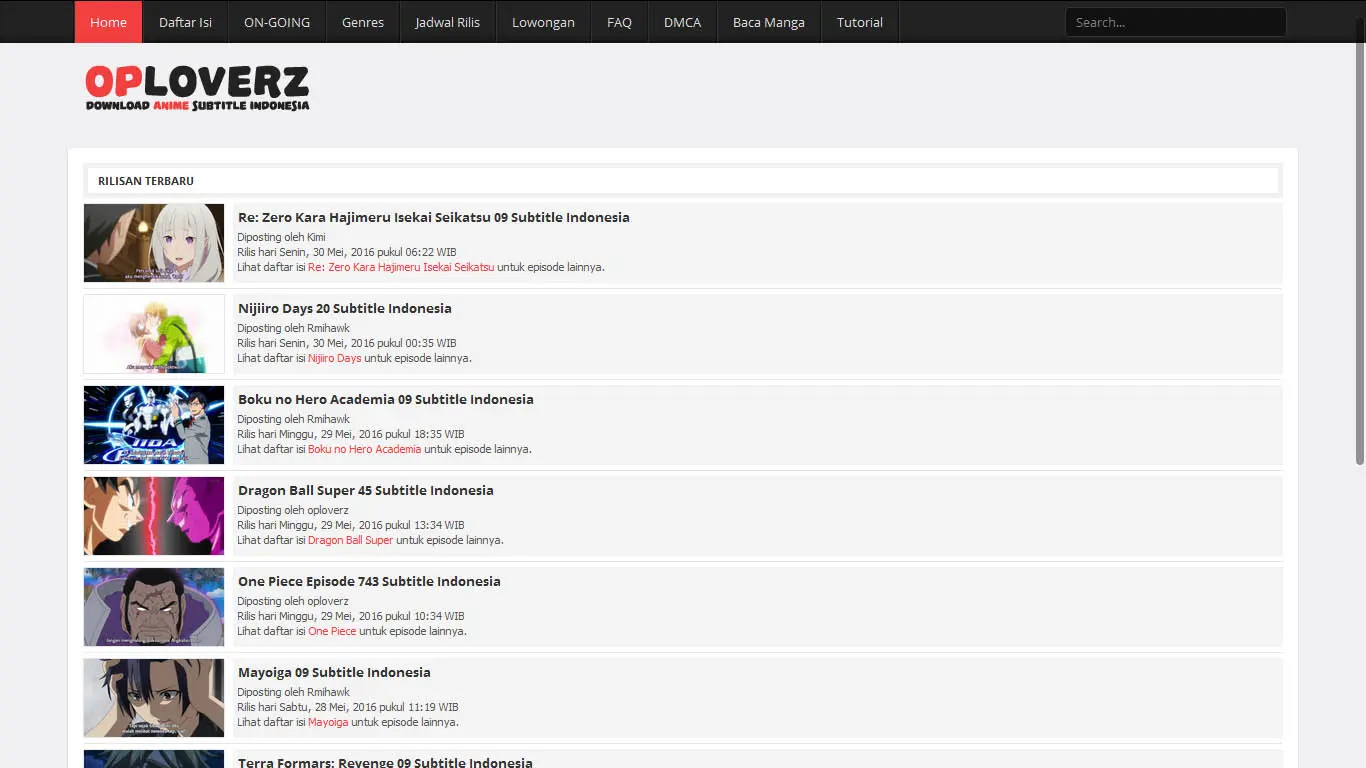 Home Daftar Isi ON-GOING Genres Jadwal Rilis Lowongan FAQ DMCA Baca Manga Tutorial Search...
OPLOVERZ
DOWNLOAD ANIME SUBTITLE INDONESIA
RILISAN TERBARU
Re: Zero Kara Hajimeru Isekai Seikatsu 09 Subtitle Indonesia
Diposting oleh Kimi
Rilis hari Senin, 30 Mei, 2016 pukul 06:22 WIB
Lihat daftar isi Re: Zero Kara Hajimeru Isekai Seikatsu untuk episode lainnya.
Nijiiro Days 20 Subtitle Indonesia
Diposting oleh Rmihawk
Rilis hari Senin, 30 Mei, 2016 pukul 00:35 WIB
Lihat daftar isi Nijiiro Days untuk episode lainnya.
IIDA
Boku no Hero Academia 09 Subtitle Indonesia
Diposting oleh Rmihawk
Rilis hari Minggu, 29 Mei, 2016 pukul 18:35 WIB
Lihat daftar isi Boku no Hero Academia untuk episode lainnya.
Dragon Ball Super 45 Subtitle Indonesia
Diposting oleh oploverz
Rilis hari Minggu, 29 Mei, 2016 pukul 13:34 WIB
Lihat daftar isi Dragon Ball Super untuk episode lainnya.
One Piece Episode 743 Subtitle Indonesia
Diposting oleh oploverz
Rilis hari Minggu, 29 Mei, 2016 pukul 10:34 WIB
Lihat daftar isi One Piece untuk episode lainnya.
Mayoiga 09 Subtitle Indonesia
Diposting oleh Rmihawk
Rilis hari Sabtu, 28 Mei, 2016 pukul 11:19 WIB
Lihat daftar isi Mayoiga untuk episode lainnya.
Terra Formars: Revenge 09 Subtitle Indonesia